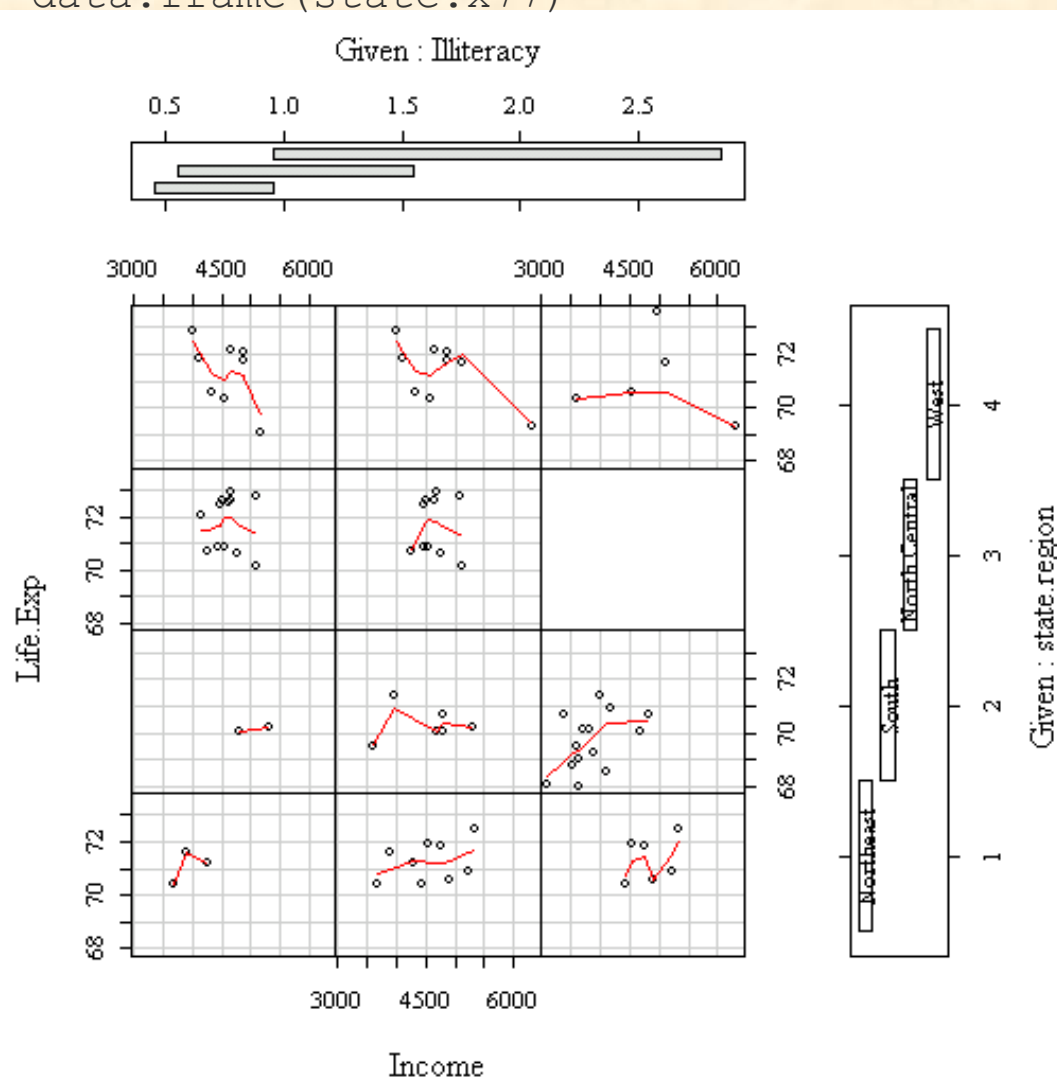 data.frame(state.x77)
Given : Illiteracy
0.5 1.0 1.5 2.0 2.5
3000 4500 6000 3000 4500 6000
68 70 72
68 70 72
68 70 72
68 70 72
Life.Exp
3000 4500 6000
Income
Northeast
South
North Central
West
1 2 3 4
Given : state.region